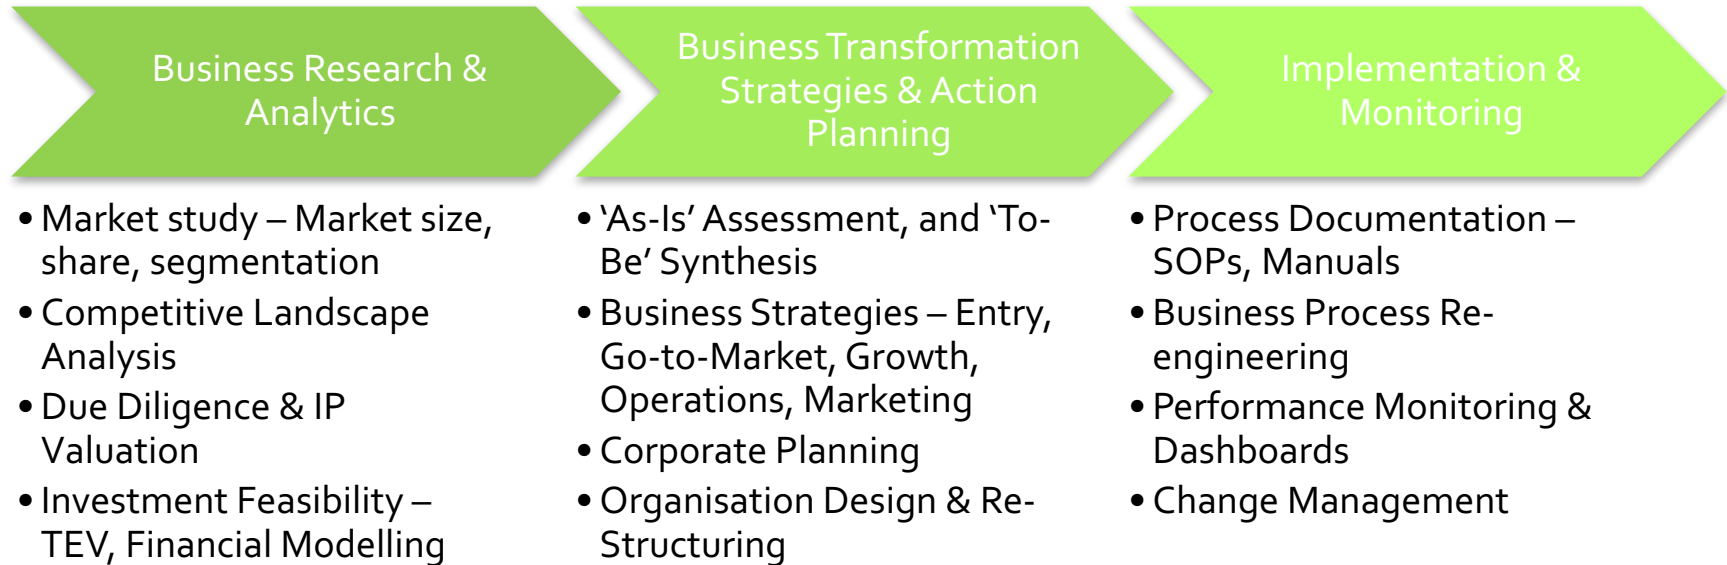 Business Research &
Analytics
• Market study – Market size,
share, segmentation
• Competitive Landscape
Analysis
• Due Diligence & IP
Valuation
• Investment Feasibility –
TEV, Financial Modelling
Business Transformation
Strategies & Action
Planning
• ‘As-Is’ Assessment, and ‘To-
Be’ Synthesis
• Business Strategies – Entry,
Go-to-Market, Growth,
Operations, Marketing
• Corporate Planning
• Organisation Design & Re-
Structuring
Implementation &
Monitoring
• Process Documentation –
SOPs, Manuals
• Business Process Re-
engineering
• Performance Monitoring &
Dashboards
• Change Management